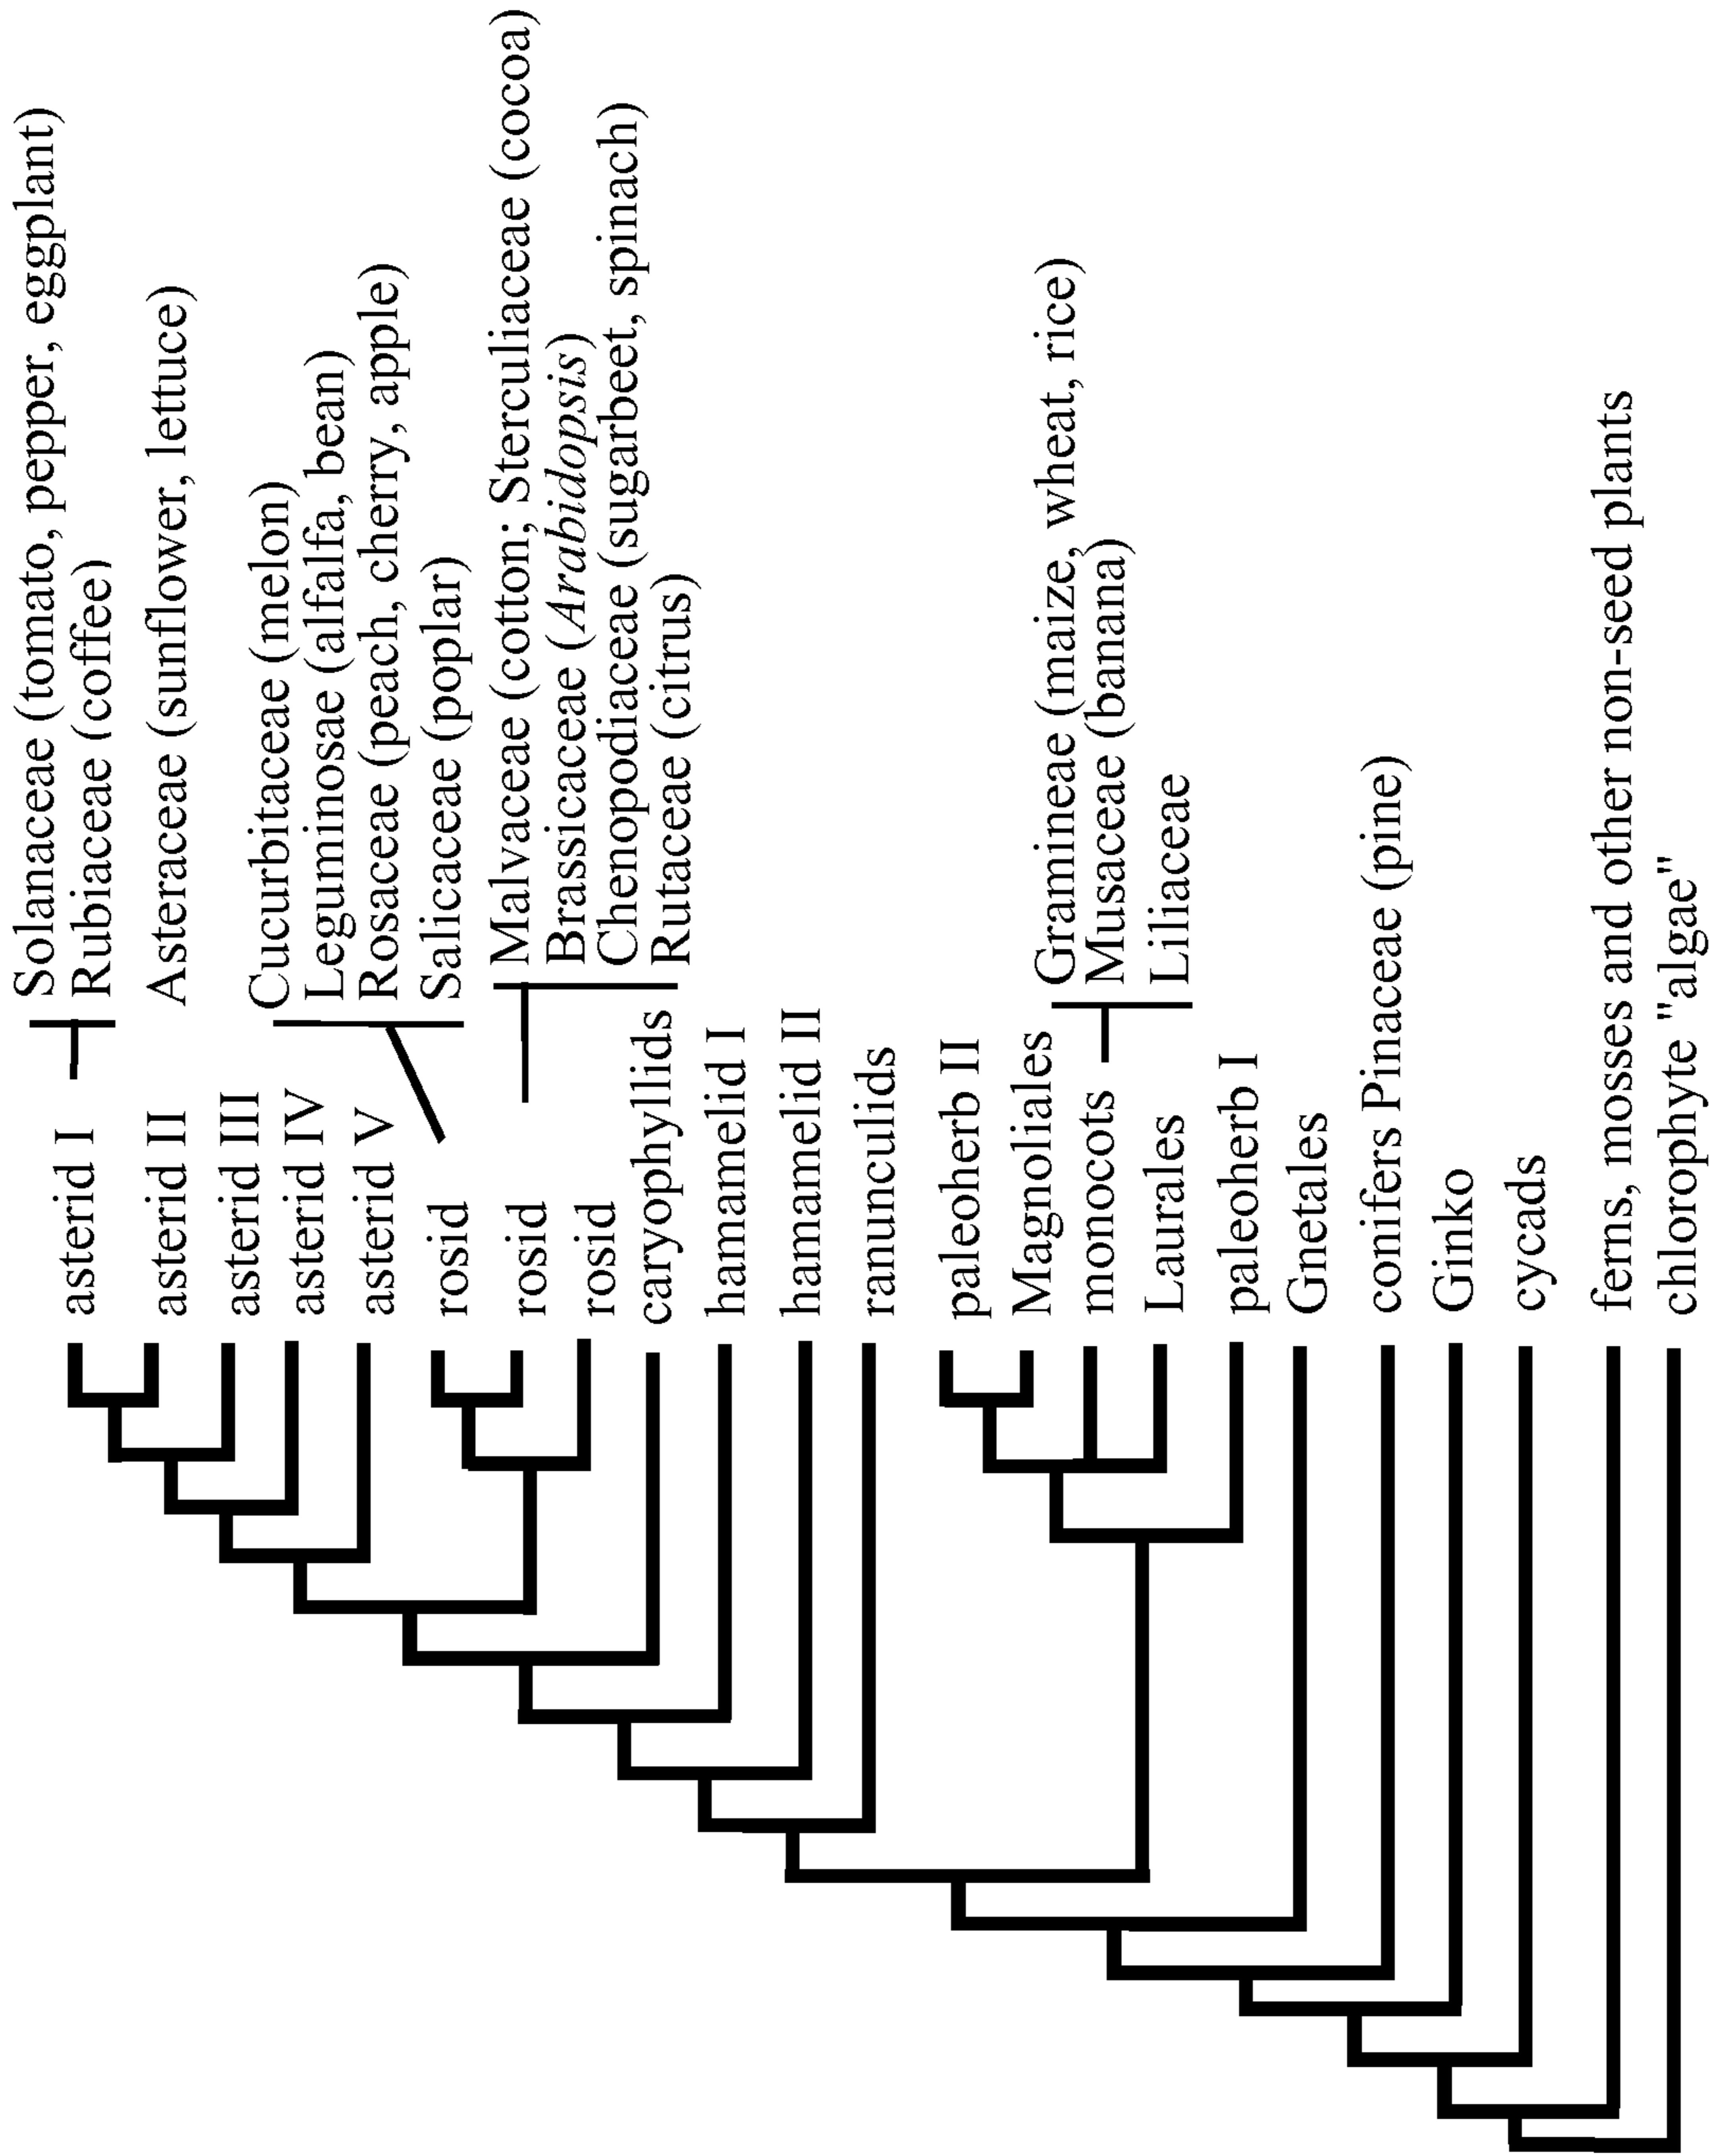 Solanaceae (tomato, pepper, eggplant)
Rubiaceae (coffee)
Asteraceae (sunflower, lettuce)
Cucurbitaceae (melon)
Leguminosae (alfalfa, bean)
Rosaceae (peach, cherry, apple)
Salicaceae (poplar)
Malvaceae (cotton; Sterculiaceae (cocoa)
Brassicaceae (Arabidopsis)
Chenopodiaceae (sugarbeet, spinach)
Rutaceae (citrus)
Gramineae (maize, wheat, rice)
Musaceae (banana)
Liliaceae
asterid I
asterid II
asterid III
asterid IV
asterid V
rosid
rosid
rosid
caryophyllids
hamamelid I
hamamelid II
ranunculids
paleoherb II
Magnoliales
monocots
Laurales
paleoherb I
Gnetales
conifers Pinaceae (pine)
Ginko
cycads
ferns, mosses and other non-seed plants
chlorophyte "algae"